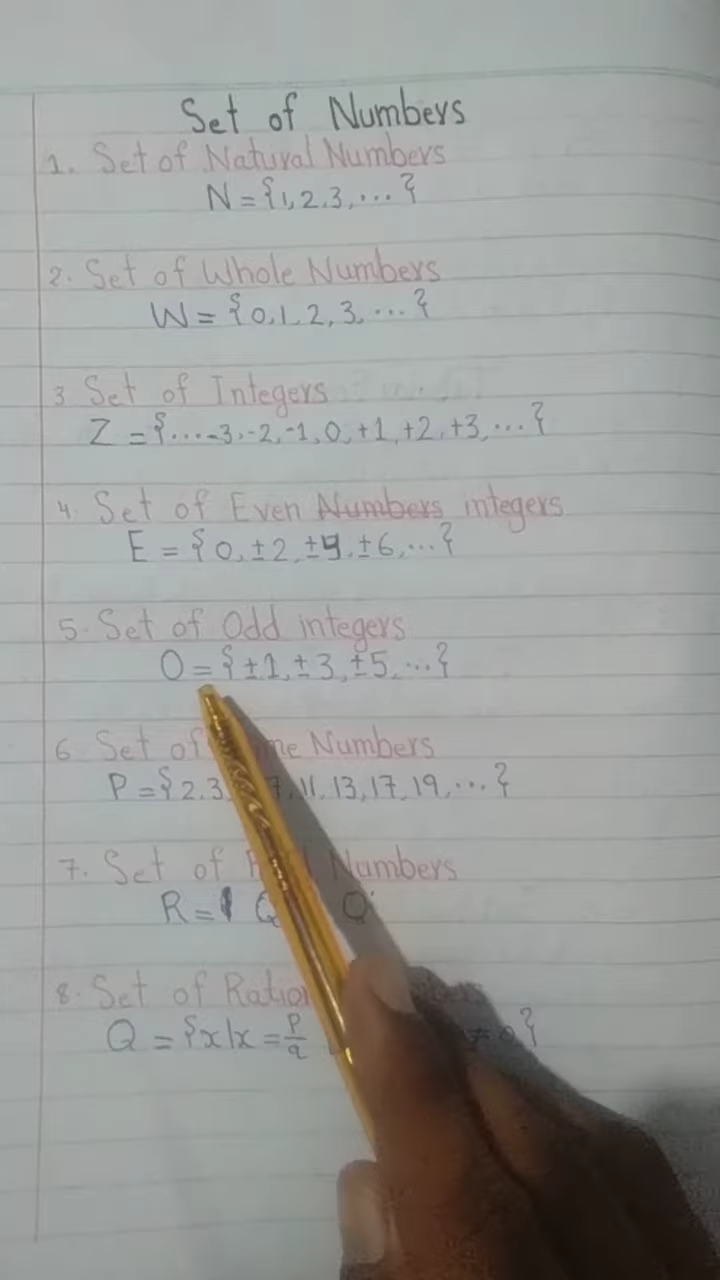 Set of Numbers
1. Set of Natural Numbers
N = {1, 2, 3, ... }
2. Set of Whole Numbers
W = {0, 1, 2, 3, ... }
3 Set of Integers
Z = {... -3, -2, -1, 0, +1, +2, +3, ... }
4. Set of Even Numbers integers
E = { 0, ±2, ±4, ±6, ... }
5. Set of Odd integers
O = { ±1, ±3, ±5, ... }
6 Set of Numbers
P = { 2, 3, 7, 11, 13, 17, 19, ... }
7. Set of Numbers
R = Q Q'
8. Set of
Q = { x | x = p/q }